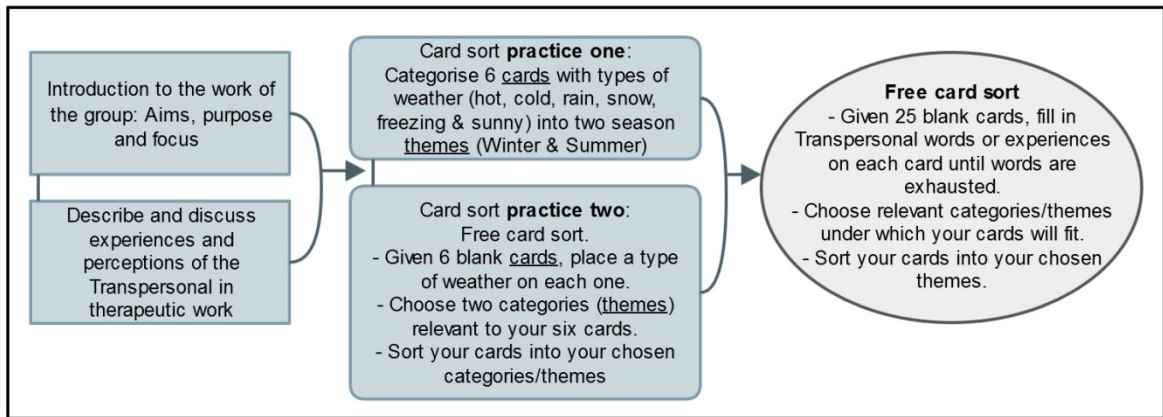 Introduction to the work of
the group: Aims, purpose
and focus
Describe and discuss
experiences and
perceptions of the
Transpersonal in
therapeutic work
Card sort practice one:
Categorise 6 cards with types of
weather (hot, cold, rain, snow,
freezing & sunny) into two season
themes (Winter & Summer)
Card sort practice two:
Free card sort.
- Given 6 blank cards, place a type
of weather on each one.
- Choose two categories (themes)
relevant to your six cards.
- Sort your cards into your chosen
categories/themes
Free card sort
- Given 25 blank cards, fill in
Transpersonal words or experiences
on each card until words are
exhausted.
- Choose relevant categories/themes
under which your cards will fit.
- Sort your cards into your chosen
themes.